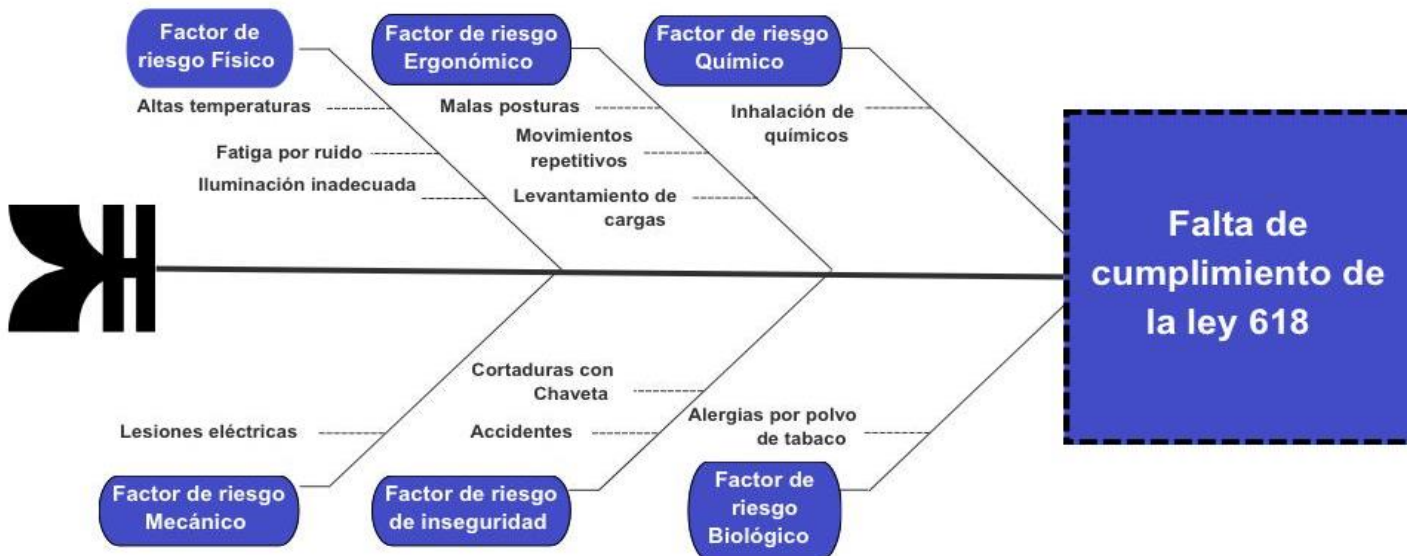 Factor de
riesgo Físico
Factor de riesgo
Ergonómico
Factor de riesgo
Químico
Altas temperaturas
Fatiga por ruido
Iluminación inadecuada
Malas posturas
Movimientos
repetitivos
Levantamiento de
cargas
Inhalación de
químicos
Falta de
cumplimiento de
la ley 618
Lesiones eléctricas
Cortaduras con
Chaveta
Accidentes
Alergias por polvo
de tabaco
Factor de riesgo
Mecánico
Factor de riesgo
de inseguridad
Factor de
riesgo
Biológico